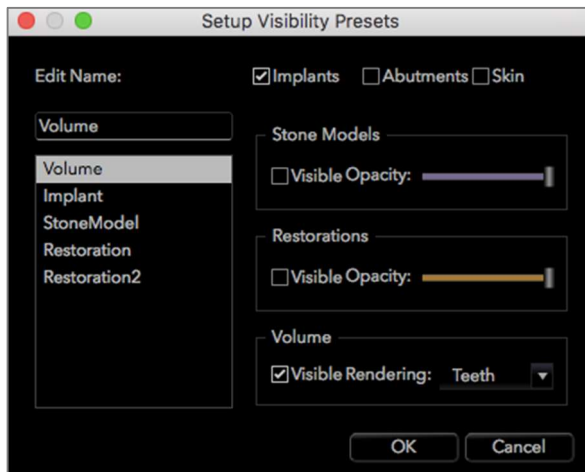 Setup Visibility Presets
Edit Name:
Implants Abutments Skin
Volume
Volume
Implant
StoneModel
Restoration
Restoration2
Stone Models
Visible Opacity:
Restorations
Visible Opacity:
Volume
Visible Rendering: Teeth
OK Cancel